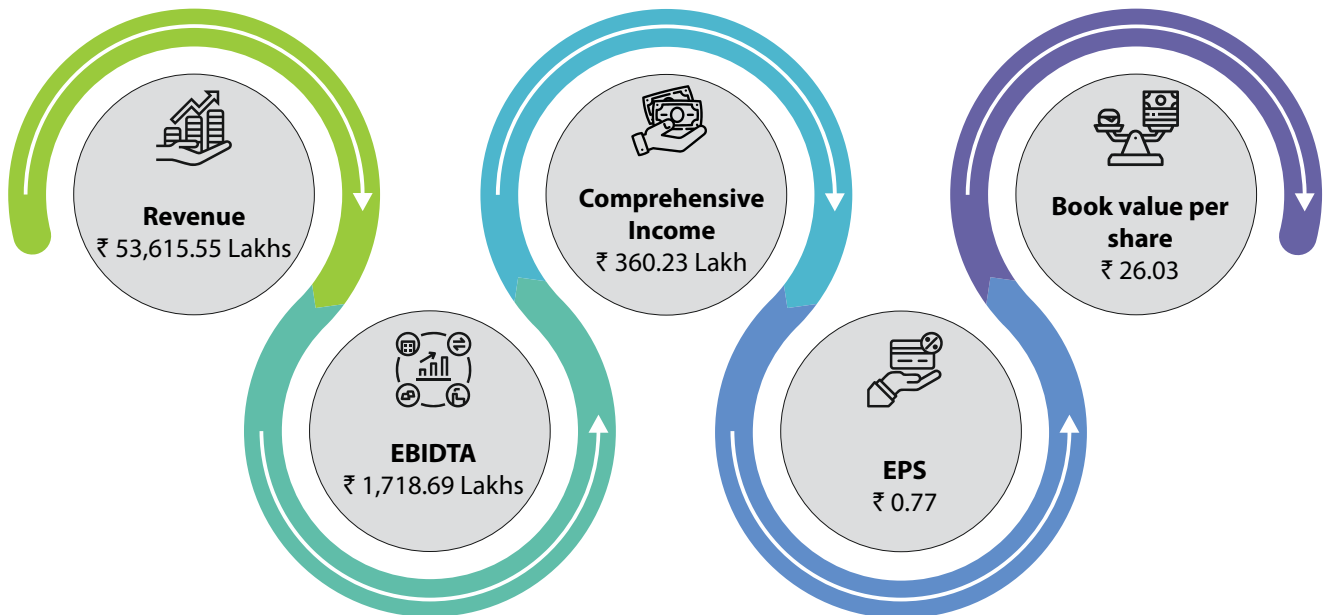 Revenue
₹ 53,615.55 Lakhs
EBIDTA
₹ 1,718.69 Lakhs
Comprehensive
Income
₹ 360.23 Lakh
EPS
₹ 0.77
Book value per
share
₹ 26.03